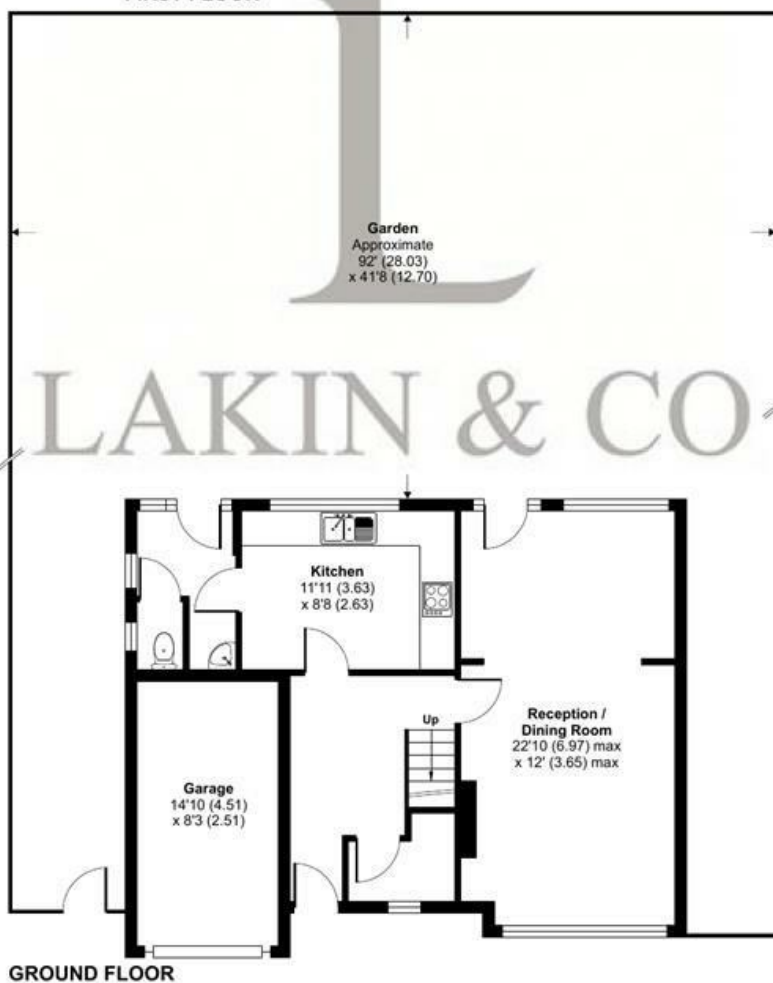 Garden
Approximate
92' (28.03)
x 41'8 (12.70)
LAKIN & CO
Kitchen
11'11 (3.63)
x 8'8 (2.63)
Up
Reception /
Dining Room
22'10 (6.97) max
x 12' (3.65) max
Garage
14'10 (4.51)
x 8'3 (2.51)
GROUND FLOOR